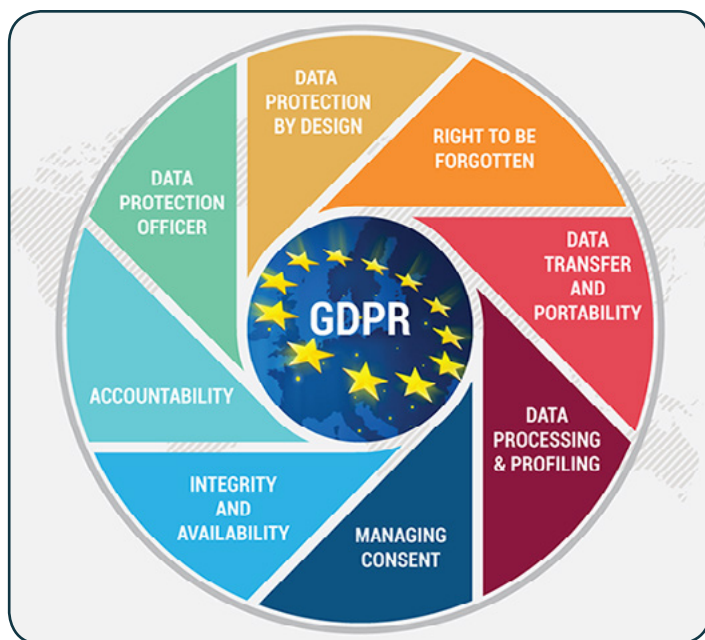 DATA
PROTECTION
BY DESIGN
RIGHT TO BE
FORGOTTEN
DATA
TRANSFER
AND
PORTABILITY
DATA
PROCESSING
& PROFILING
MANAGING
CONSENT
INTEGRITY
AND
AVAILABILITY
ACCOUNTABILITY
DATA
PROTECTION
OFFICER
GDPR